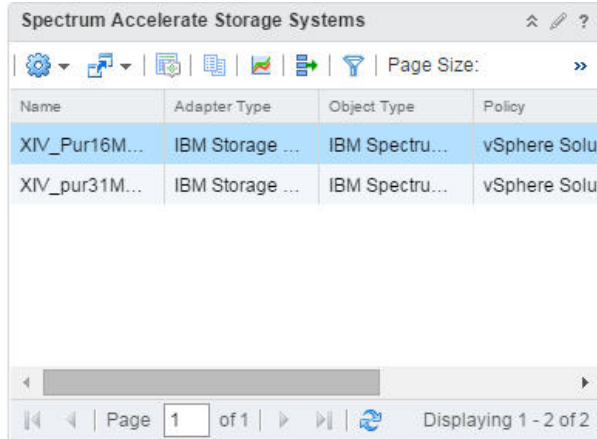 Spectrum Accelerate Storage Systems ?
Page Size: »
Name Adapter Type Object Type Policy
XIV_Pur16M... IBM Storage ... IBM Spectru... vSphere Solu
XIV_pur31M... IBM Storage ... IBM Spectru... vSphere Solu
Page 1 of 1 Displaying 1 - 2 of 2